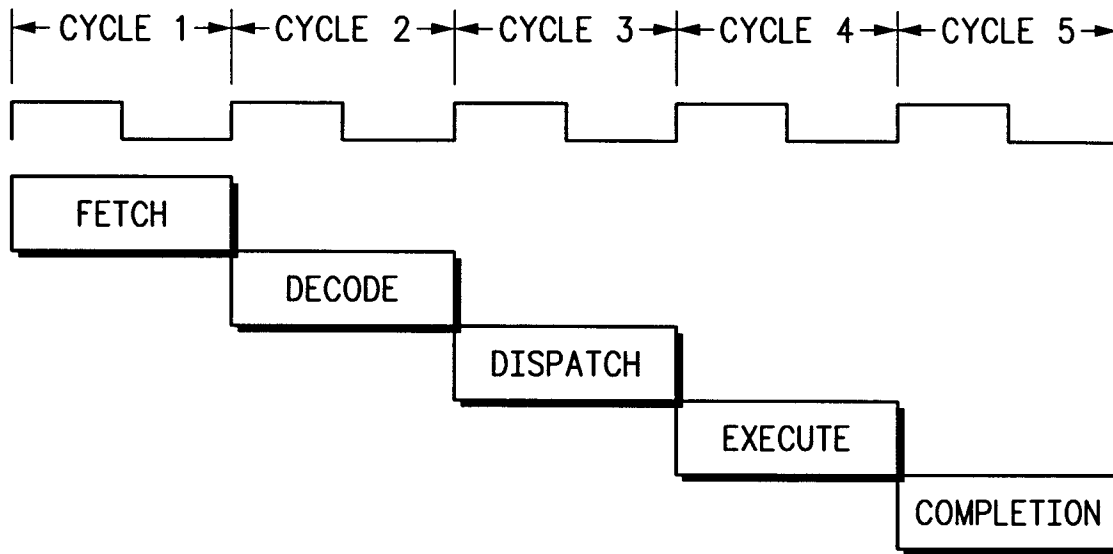 CYCLE 1 CYCLE 2 CYCLE 3 CYCLE 4 CYCLE 5
FETCH
DECODE
DISPATCH
EXECUTE
COMPLETION